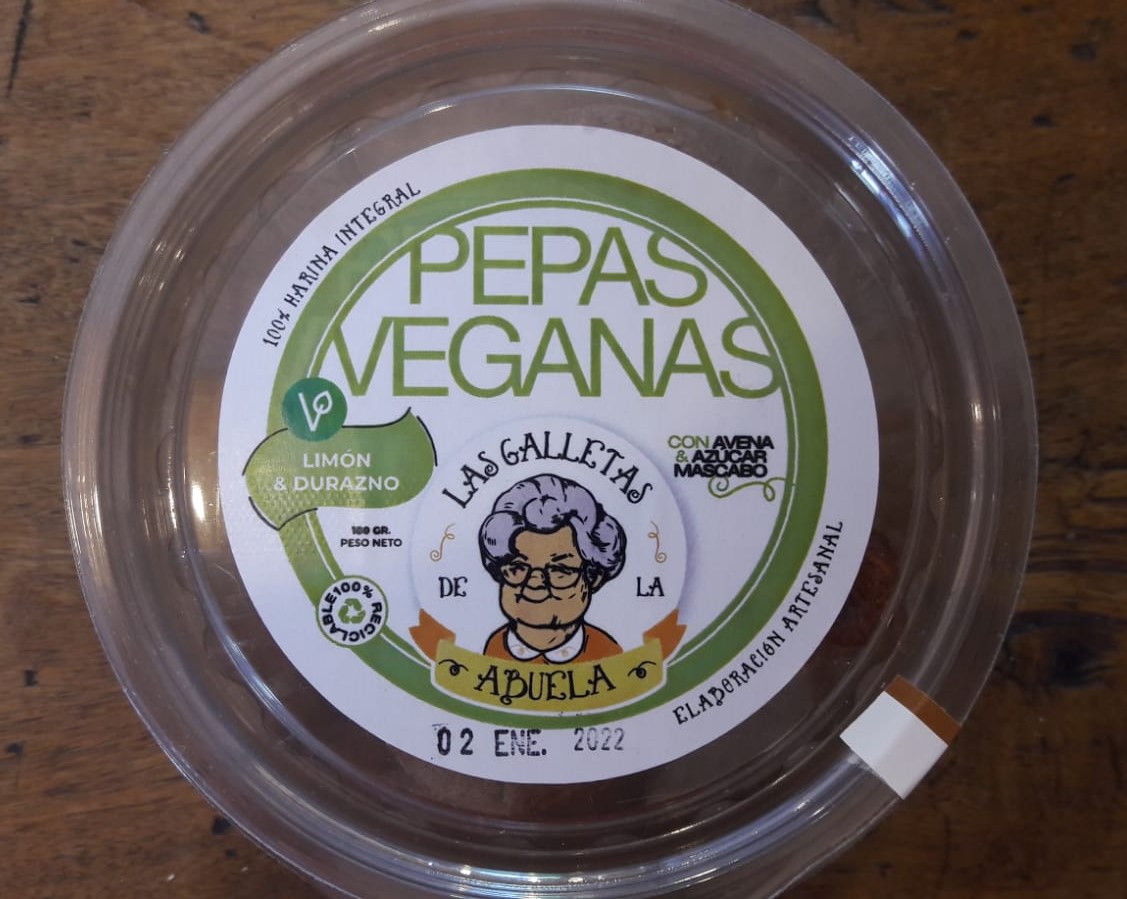 100% HARINA INTEGRAL
PEPAS
VEGANAS
LIMÓN
& DURAZNO
CON AVENA
& AZÚCAR
MASCABO
180 GR.
PESO NETO
100% RECICLABLE
LAS GALLETAS
DE LA
ABUELA
ELABORACIÓN ARTESANAL
02 ENE. 2022